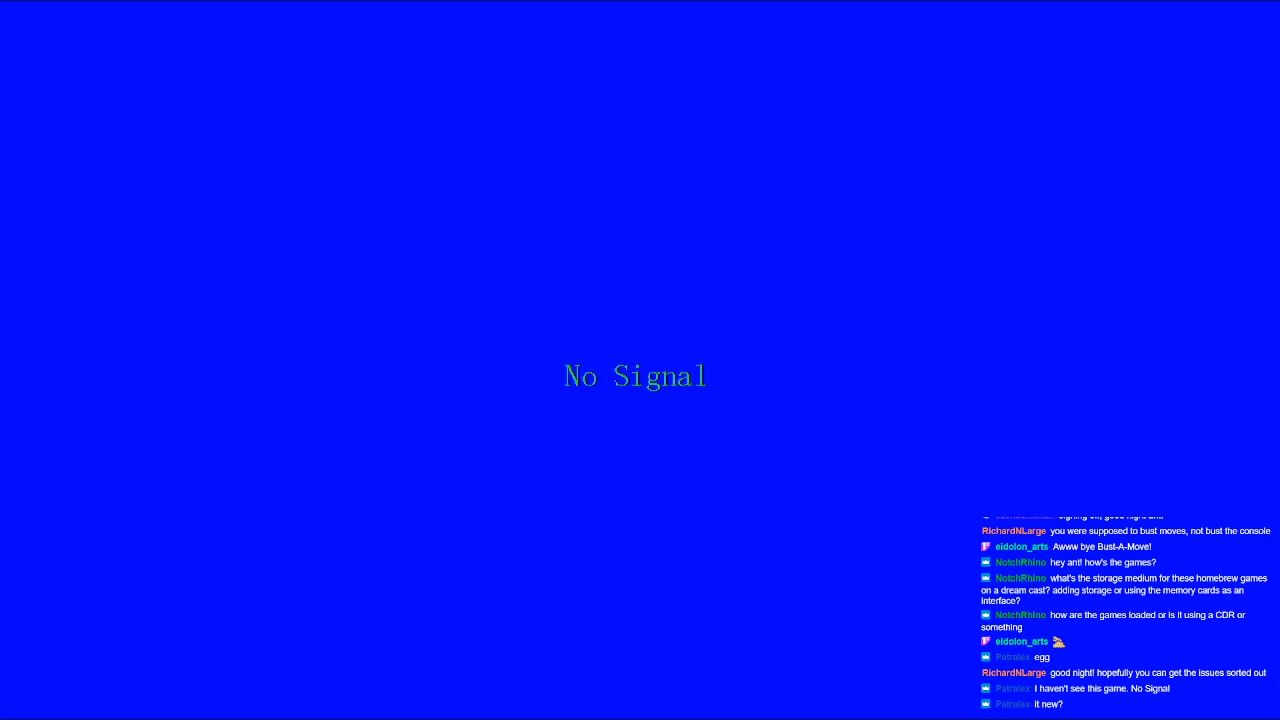 No Signal
RichardNLarge you were supposed to bust moves, not bust the console
eidolon_arts Awww bye Bust-A-Move!
NotchRhino hey ant! how's the games?
NotchRhino what's the storage medium for these homebrew games
on a dream cast? adding storage or using the memory cards as an
interface?
NotchRhino how are the games loaded or is it using a CDR or
something
eidolon_arts
Patralex egg
RichardNLarge good night! hopefully you can get the issues sorted out
Patralex I haven't see this game. No Signal
Patralex it new?